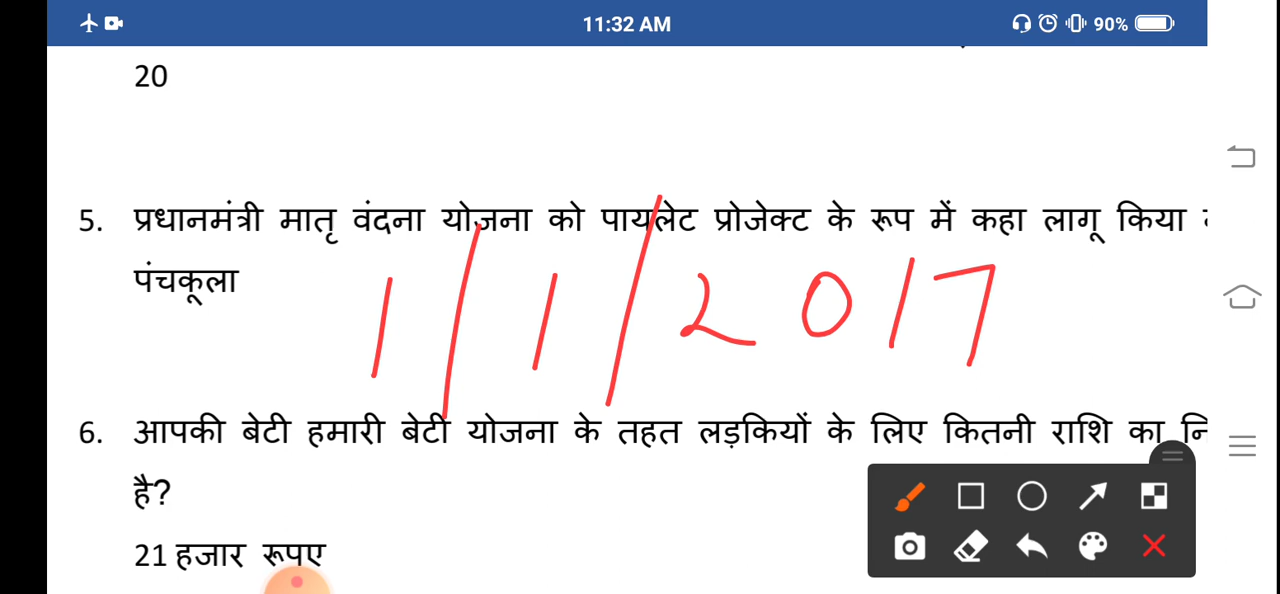 11:32 AM
90%
20
5. प्रधानमंत्री मातृ वंदना योजना को पायलेट प्रोजेक्ट के रूप में कहा लागू किया
पंचकूला
1/1/2017
6. आपकी बेटी हमारी बेटी योजना के तहत लड़कियों के लिए कितनी राशि का
है?
21 हजार रूपए